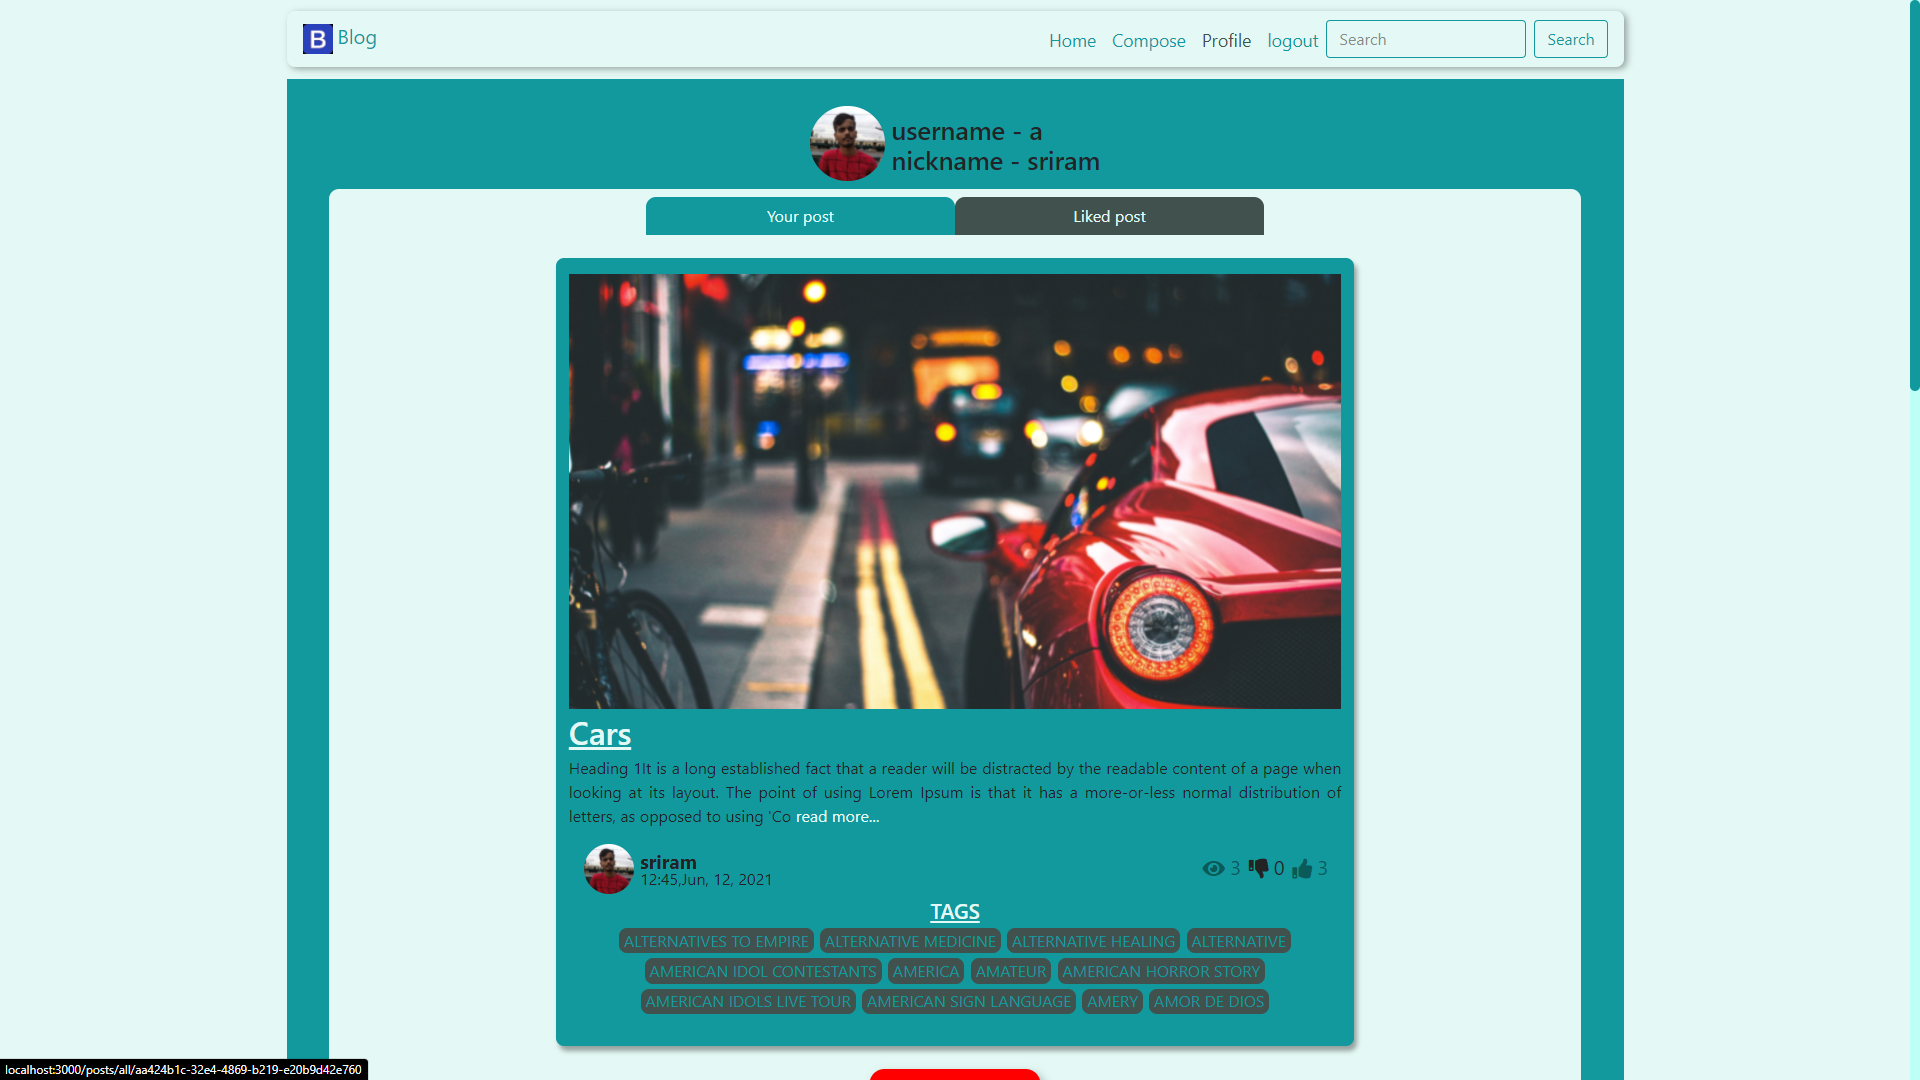 B Blog
Home Compose Profile logout Search Search
username - a
nickname - sriram
Your post Liked post
Cars
Heading 1It is a long established fact that a reader will be distracted by the readable content of a page when
looking at its layout. The point of using Lorem Ipsum is that it has a more-or-less normal distribution of
letters, as opposed to using 'Co read more...
sriram
12:45,Jun, 12, 2021
3 0 3
TAGS
ALTERNATIVES TO EMPIRE ALTERNATIVE MEDICINE ALTERNATIVE HEALING ALTERNATIVE
AMERICAN IDOL CONTESTANTS AMERICA AMATEUR AMERICAN HORROR STORY
AMERICAN IDOLS LIVE TOUR AMERICAN SIGN LANGUAGE AMERY AMOR DE DIOS
localhost:3000/posts/all/aa424b1c-32e4-4869-b219-e20b9d42e760